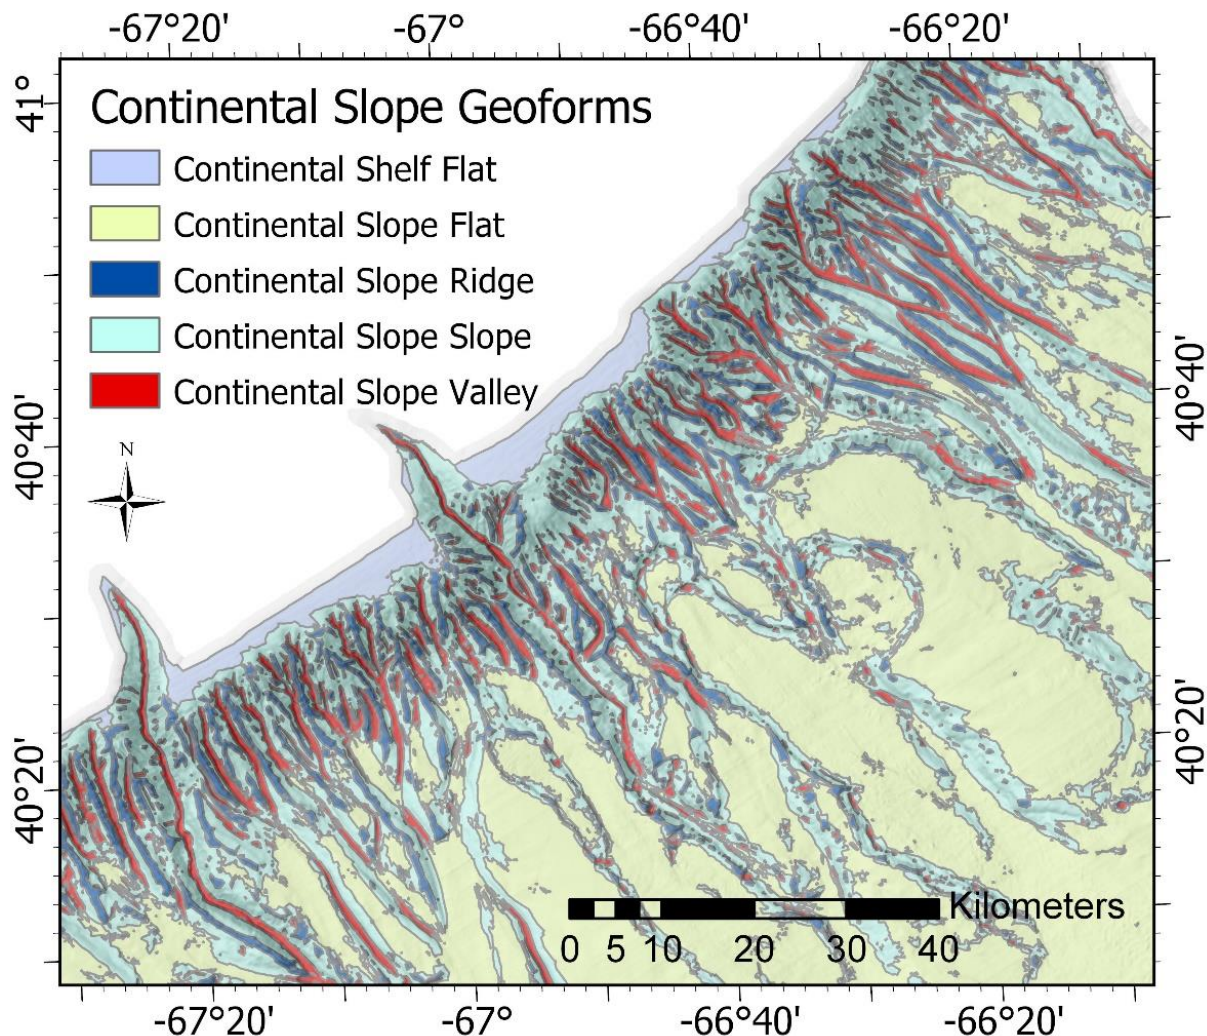 -67°20' -67° -66°40' -66°20'
41°
Continental Slope Geoforms
Continental Shelf Flat
Continental Slope Flat
Continental Slope Ridge
Continental Slope Slope
Continental Slope Valley
40°40'
40°40'
N
40°20'
40°20'
Kilometers
0 5 10 20 30 40
-67°20' -67° -66°40' -66°20'